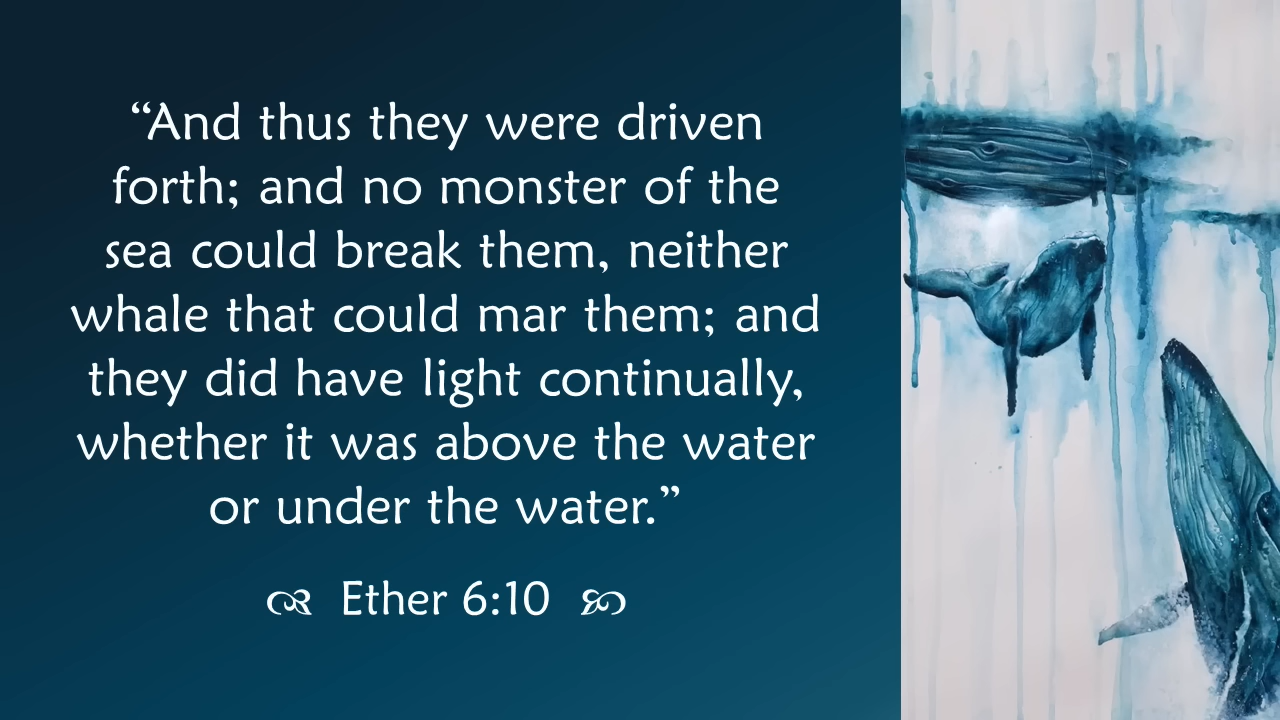 “And thus they were driven
forth; and no monster of the
sea could break them, neither
whale that could mar them; and
they did have light continually,
whether it was above the water
or under the water.”
Ether 6:10